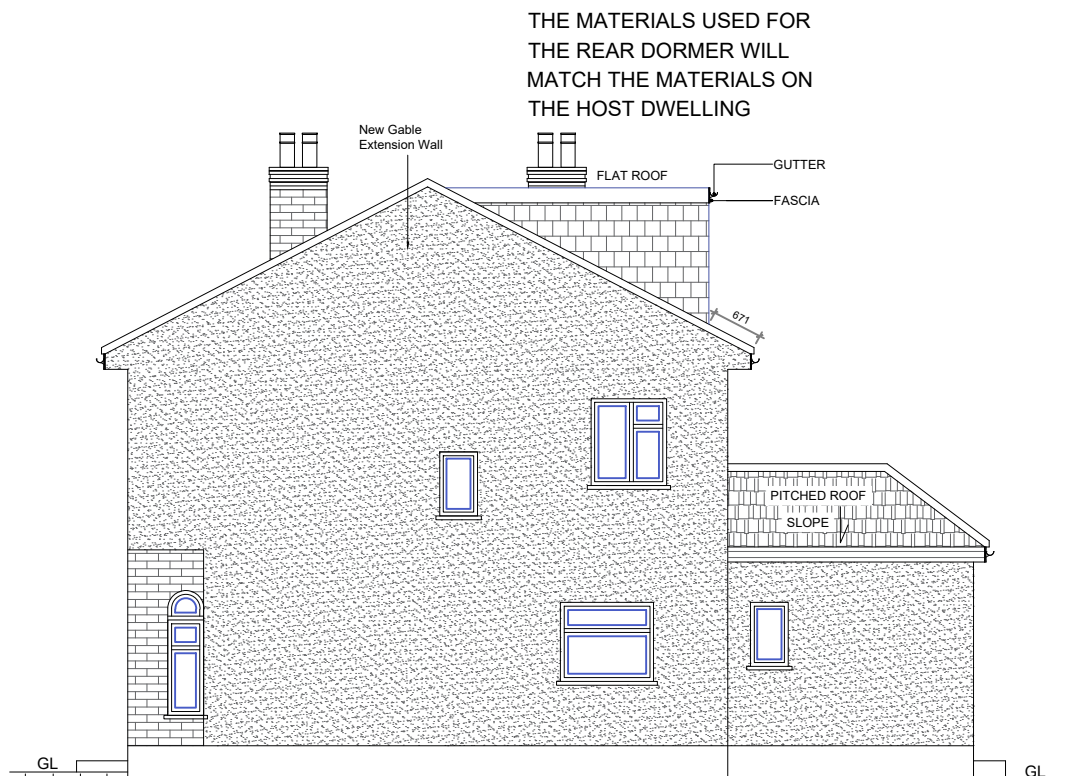 THE MATERIALS USED FOR
THE REAR DORMER WILL
MATCH THE MATERIALS ON
THE HOST DWELLING
New Gable
Extension Wall
FLAT ROOF
GUTTER
FASCIA
671
PITCHED ROOF
SLOPE
GL
GL